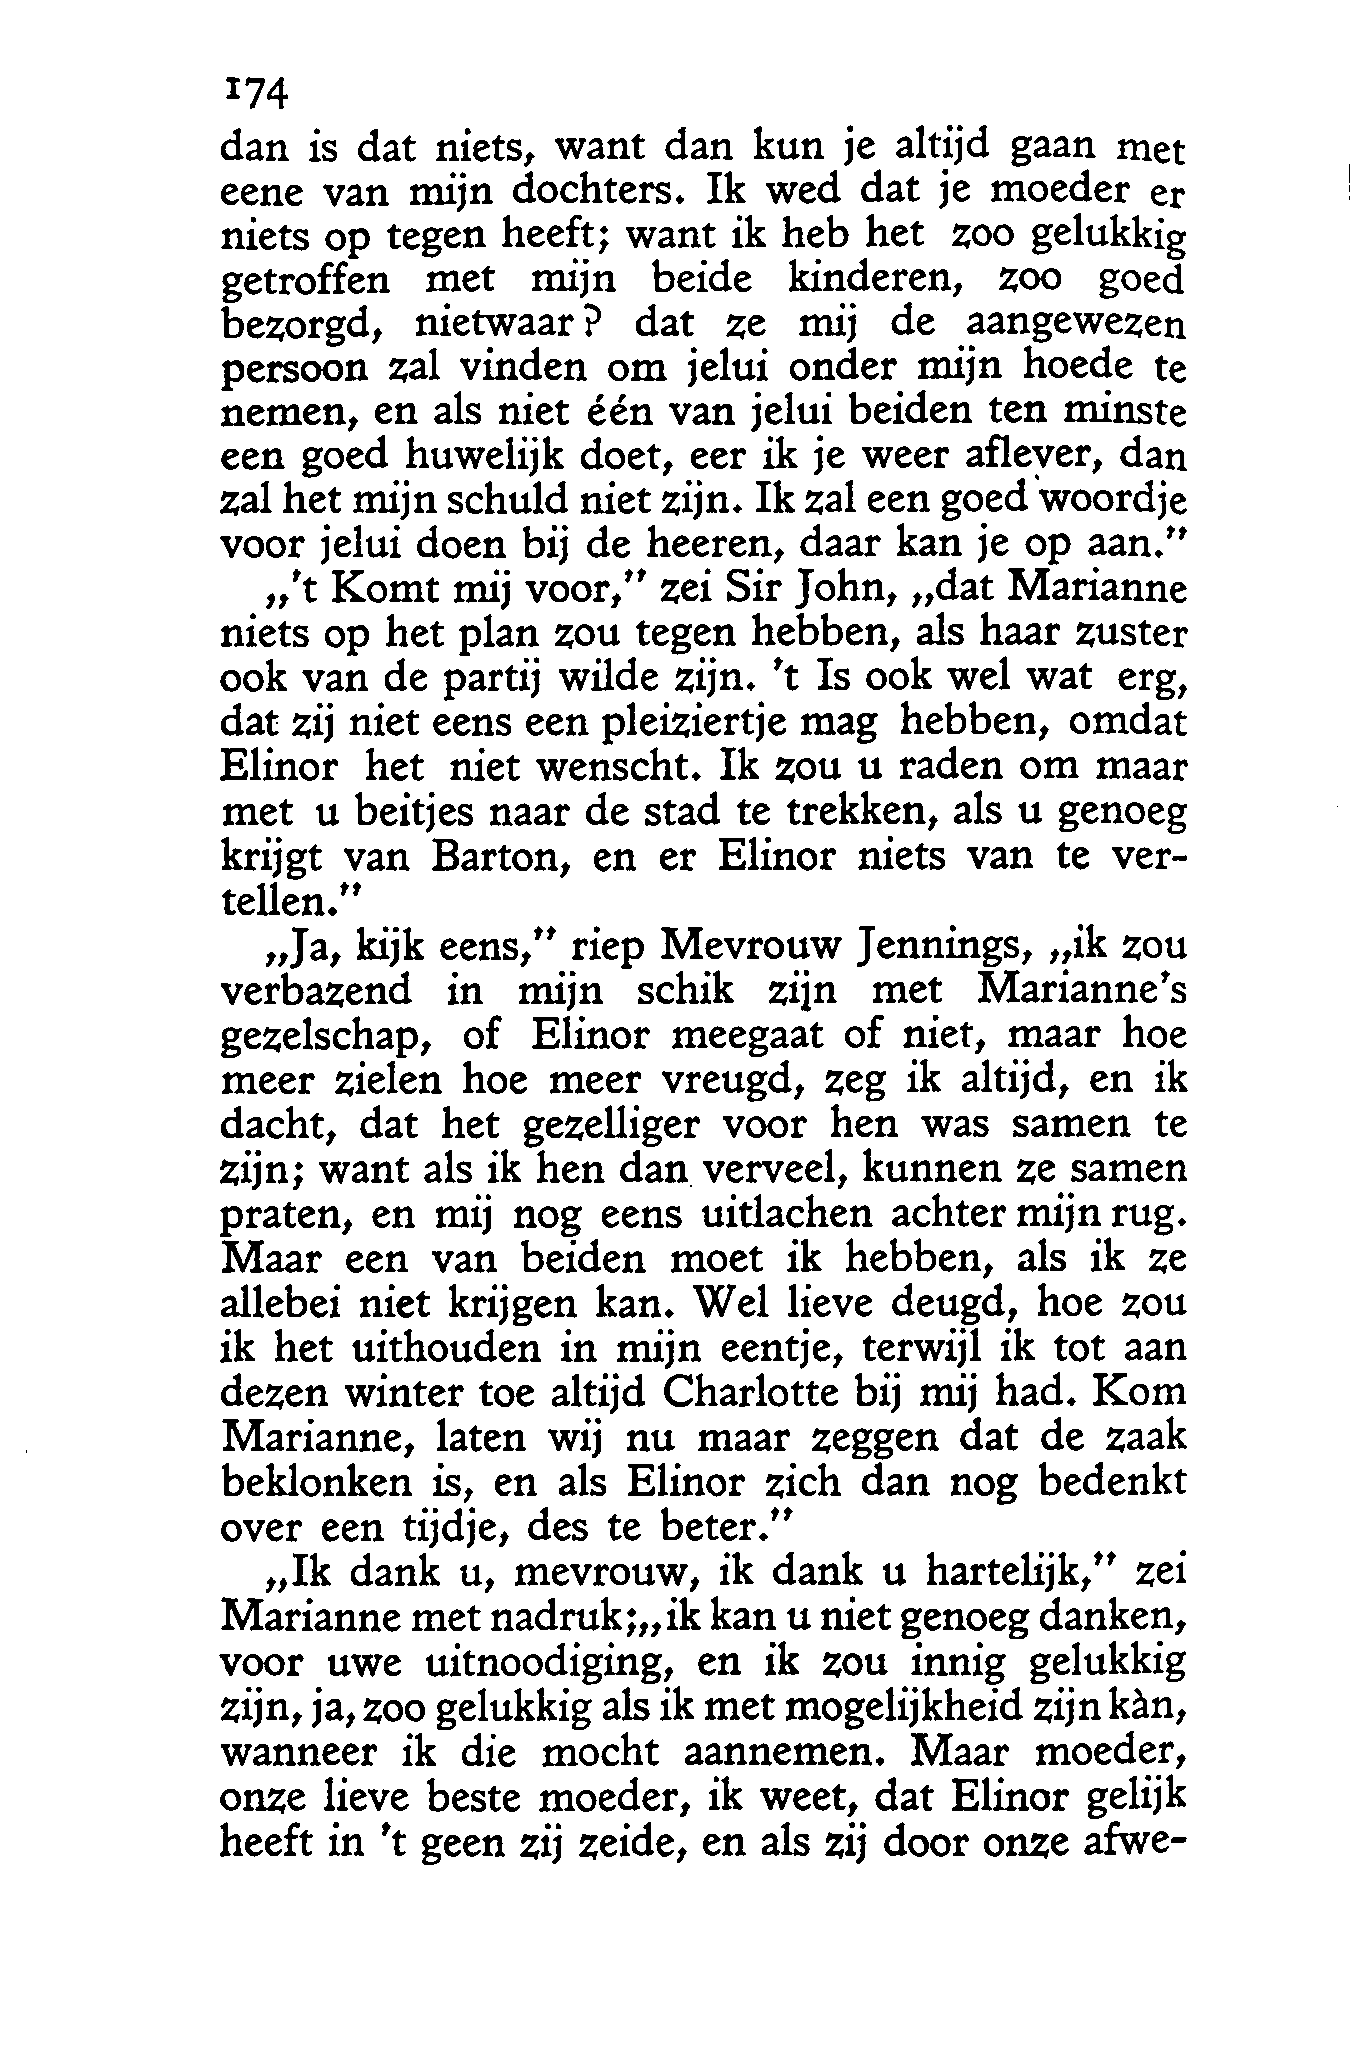 174
dan is dat niets, want dan kun je altijd gaan met
eene van mijn dochters. Ik wed dat je moeder er
niets op tegen heeft; want ik heb het zoo gelukkig
getroffen met mijn beide kinderen, zoo goed
bezorgd, nietwaar? dat ze mij de aangewezen
persoon zal vinden om jelui onder mijn hoede te
nemen, en als niet één van jelui beiden ten minste
een goed huwelijk doet, eer ik je weer aflever, dan
zal het mijn schuld niet zijn. Ik zal een goed woordje
voor jelui doen bij de heeren, daar kan je op aan."
„'t Komt mij voor," zei Sir John, „dat Marianne
niets op het plan zou tegen hebben, als haar zuster
ook van de partij wilde zijn. 't Is ook wel wat erg,
dat zij niet eens een pleiziertje mag hebben, omdat
Elinor het niet wenscht. Ik zou u raden om maar
met u beitjes naar de stad te trekken, als u genoeg
krijgt van Barton, en er Elinor niets van te ver-
tellen."
„Ja, kijk eens," riep Mevrouw Jennings, „ik zou
verbazend in mijn schik zijn met Marianne's
gezelschap, of Elinor meegaat of niet, maar hoe
meer zielen hoe meer vreugd, zeg ik altijd, en ik
dacht, dat het gezelliger voor hen was samen te
zijn; want als ik hen dan verveel, kunnen ze samen
praten, en mij nog eens uitlachen achter mijn rug.
Maar een van beiden moet ik hebben, als ik ze
allebei niet krijgen kan. Wel lieve deugd, hoe zou
ik het uithouden in mijn eentje, terwijl ik tot aan
dezen winter toe altijd Charlotte bij mij had. Kom
Marianne, laten wij nu maar zeggen dat de zaak
beklonken is, en als Elinor zich dan nog bedenkt
over een tijdje, des te beter."
„Ik dank u, mevrouw, ik dank u hartelijk," zei
Marianne met nadruk;„ik kan u niet genoeg danken,
voor uwe uitnoodiging, en ik zou innig gelukkig
zijn, ja, zoo gelukkig als ik met mogelijkheid zijn kàn,
wanneer ik die mocht aannemen. Maar moeder,
onze lieve beste moeder, ik weet, dat Elinor gelijk
heeft in 't geen zij zeide, en als zij door onze afwe-